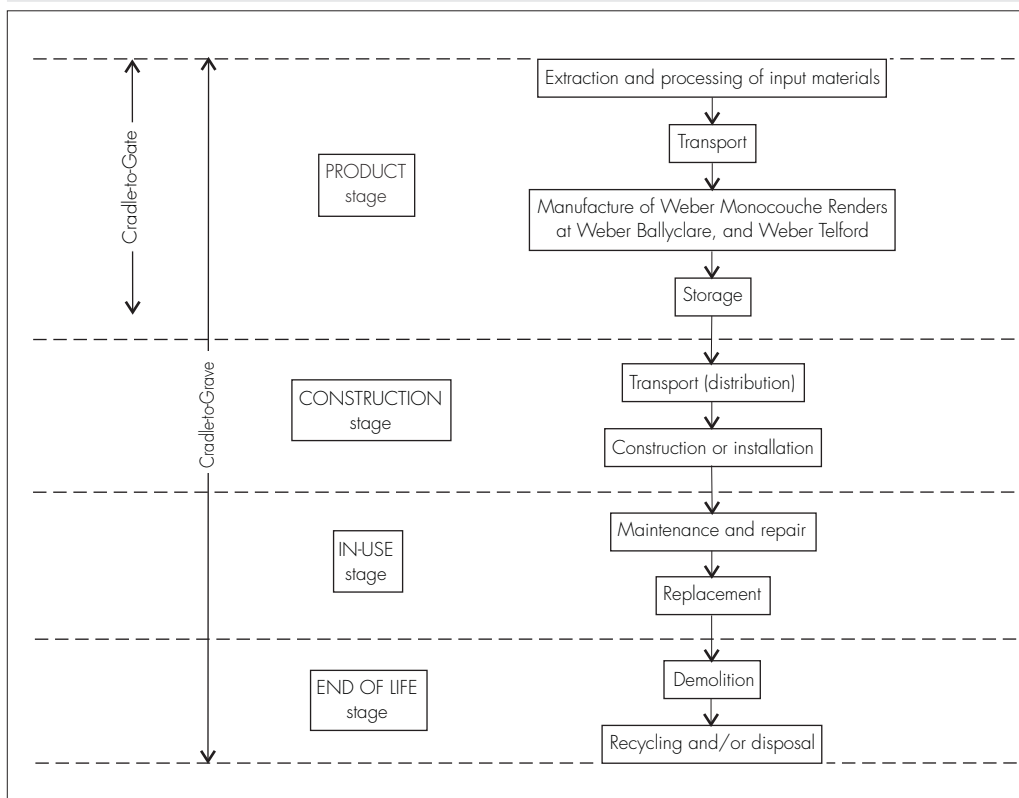 Cradle-to-Gate
Cradle-to-Grave
PRODUCT
stage
Extraction and processing of input materials
Transport
Manufacture of Weber Monocouche Renders
at Weber Ballyclare, and Weber Telford
Storage
CONSTRUCTION
stage
Transport (distribution)
Construction or installation
IN-USE
stage
Maintenance and repair
Replacement
END OF LIFE
stage
Demolition
Recycling and/or disposal